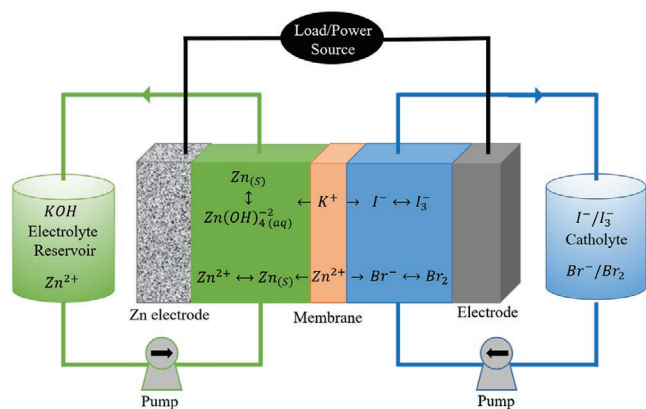 Load/Power
Source
KOH
Electrolyte
Reservoir
Zn²⁺
Zn₍S₎
↕
Zn(OH)₄⁻²₍aq₎
← K⁺ → I⁻ ↔ I₃⁻
Zn²⁺ ↔ Zn₍S₎ ← Zn²⁺ → Br⁻ ↔ Br₂
I⁻/I₃⁻
Catholyte
Br⁻/Br₂
Zn electrode
Membrane
Electrode
Pump
Pump